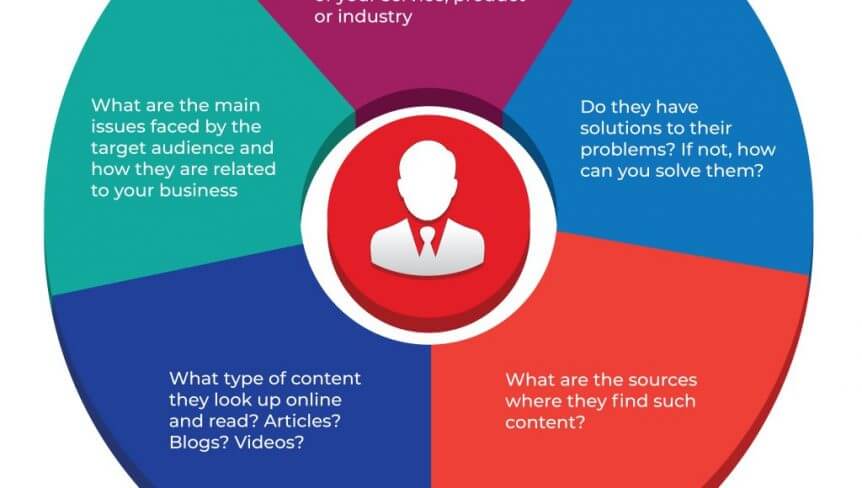 or industry
What are the main
issues faced by the
target audience and
how they are related
to your business
Do they have
solutions to their
problems? If not, how
can you solve them?
What type of content
they look up online
and read? Articles?
Blogs? Videos?
What are the sources
where they find such
content?